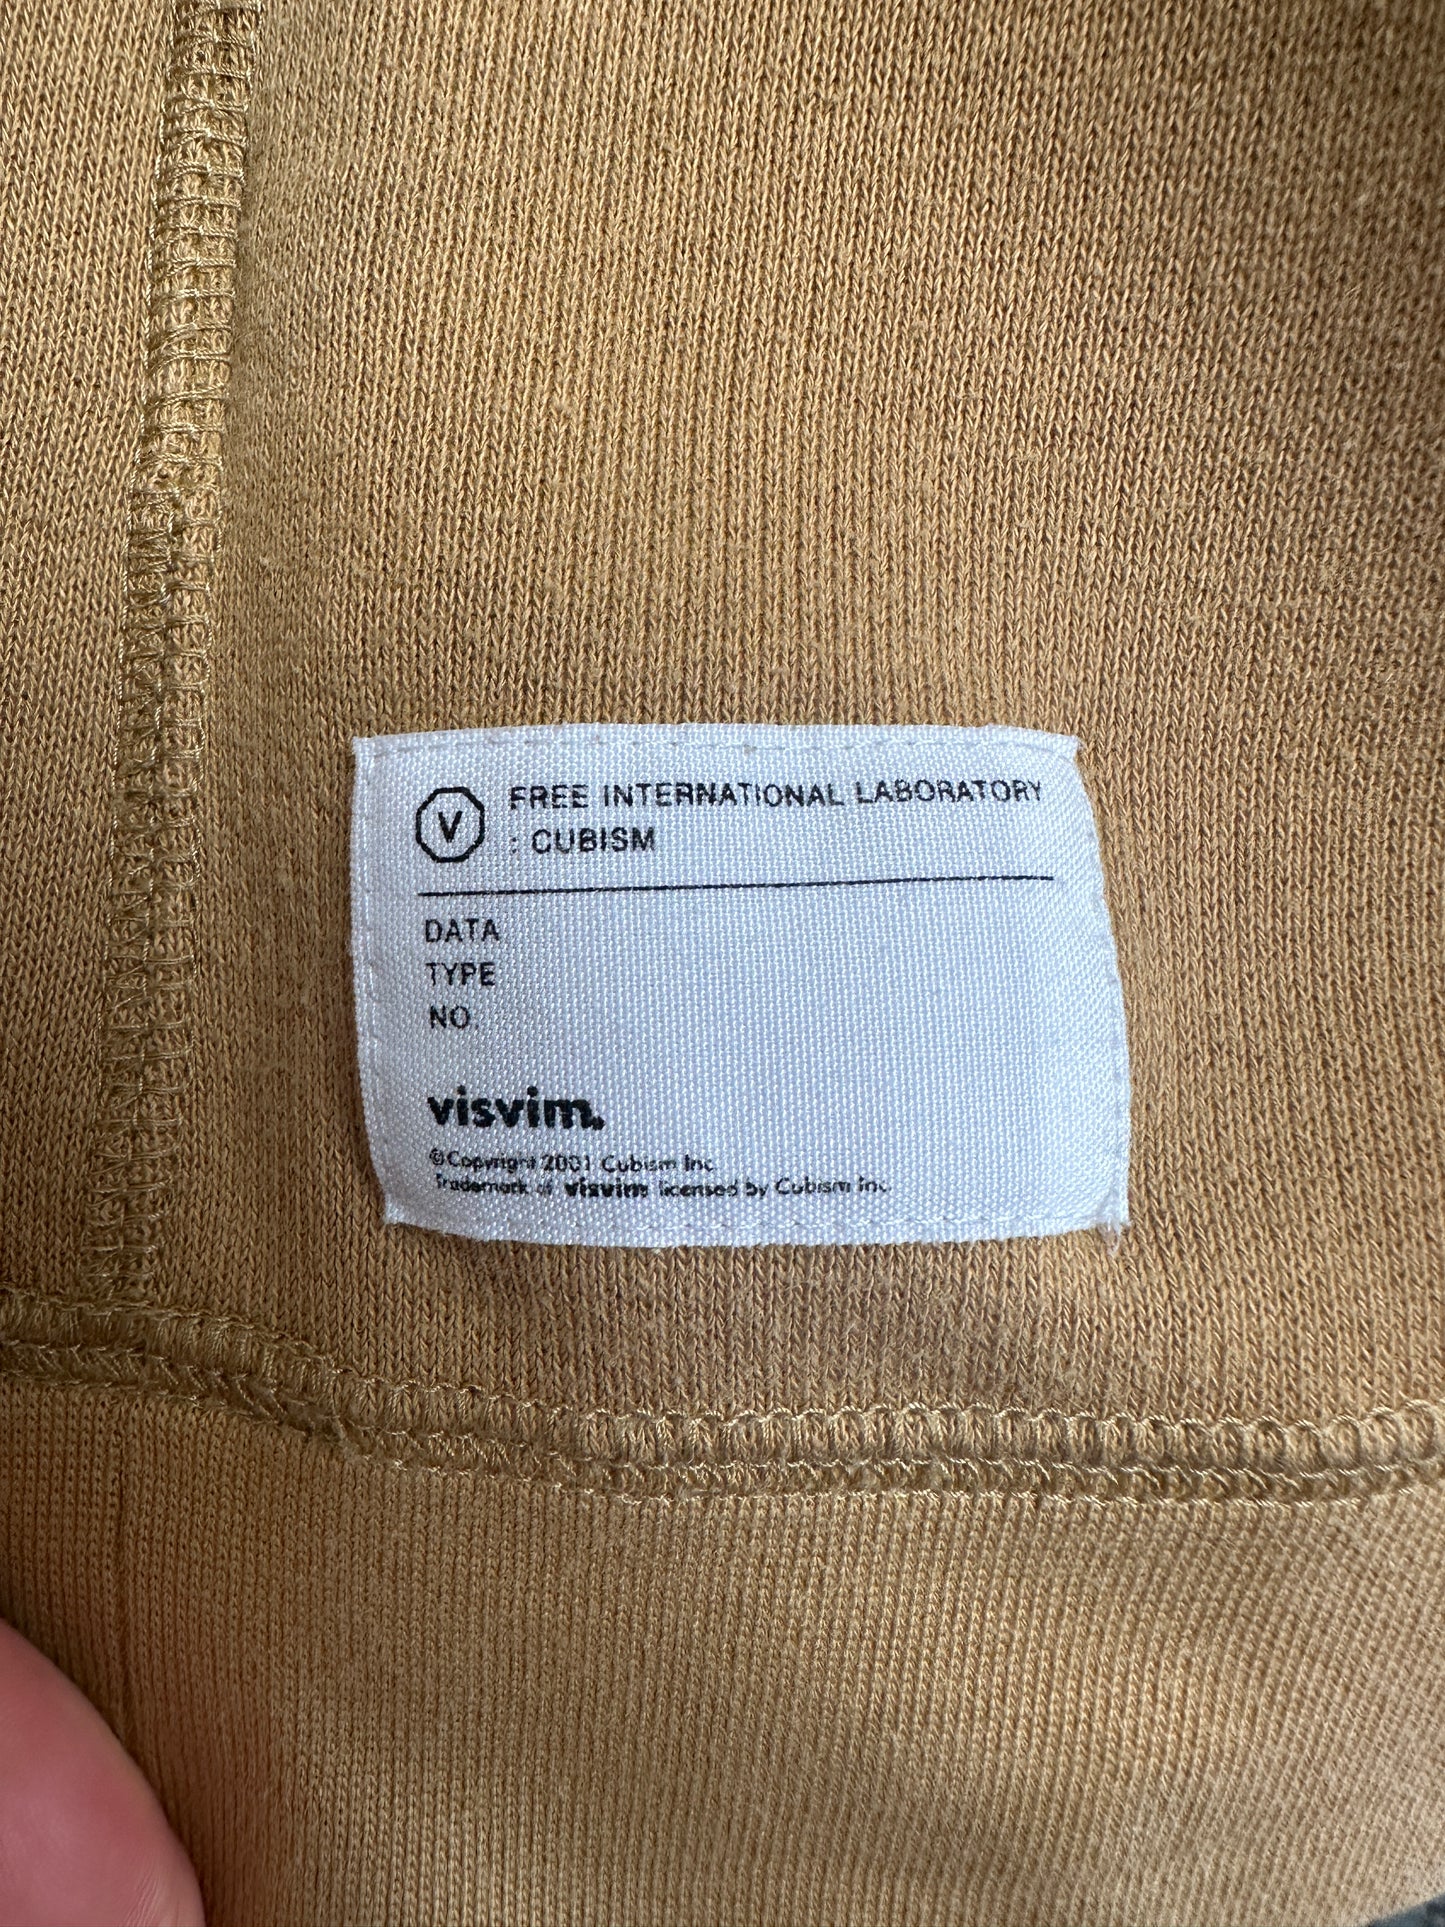 V
FREE INTERNATIONAL LABORATORY
: CUBISM
DATA
TYPE
NO.
visvim.
©Copyright 2001 Cubism Inc.
Trademark of visvim licensed by Cubism Inc.